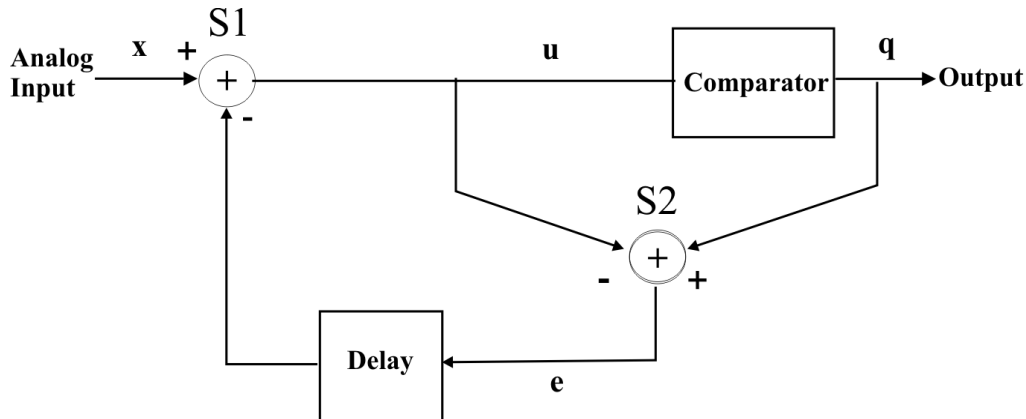 S1
x
+
Analog
Input
+
-
u
Comparator
q
Output
S2
+
-
+
Delay
e